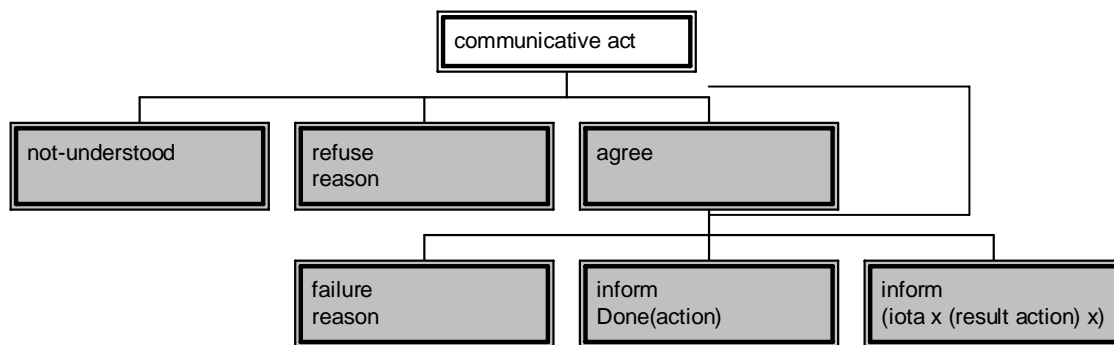 communicative act
not-understood
refuse
reason
agree
failure
reason
inform
Done(action)
inform
(iota x (result action) x)